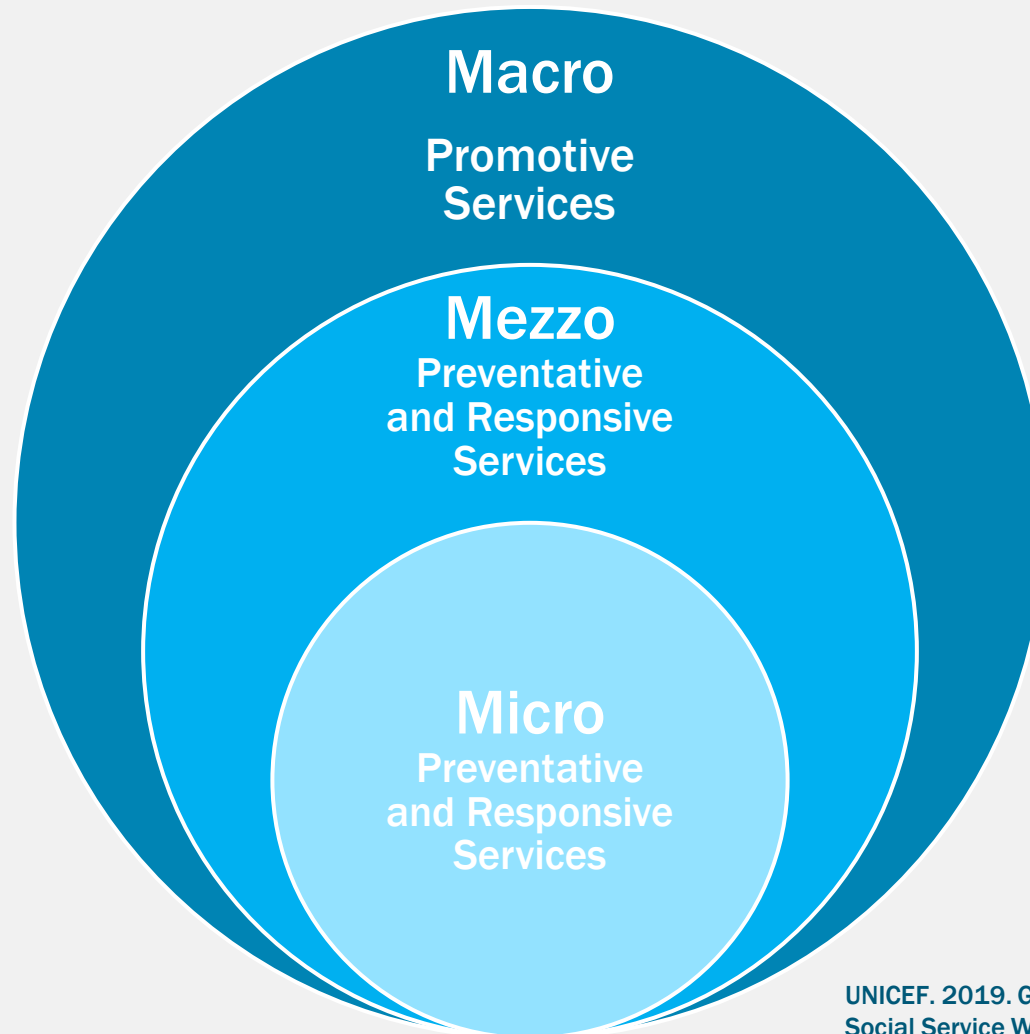 Macro
Promotive
Services
Mezzo
Preventative
and Responsive
Services
Micro
Preventative
and Responsive
Services
UNICEF. 2019. G
Social Service W